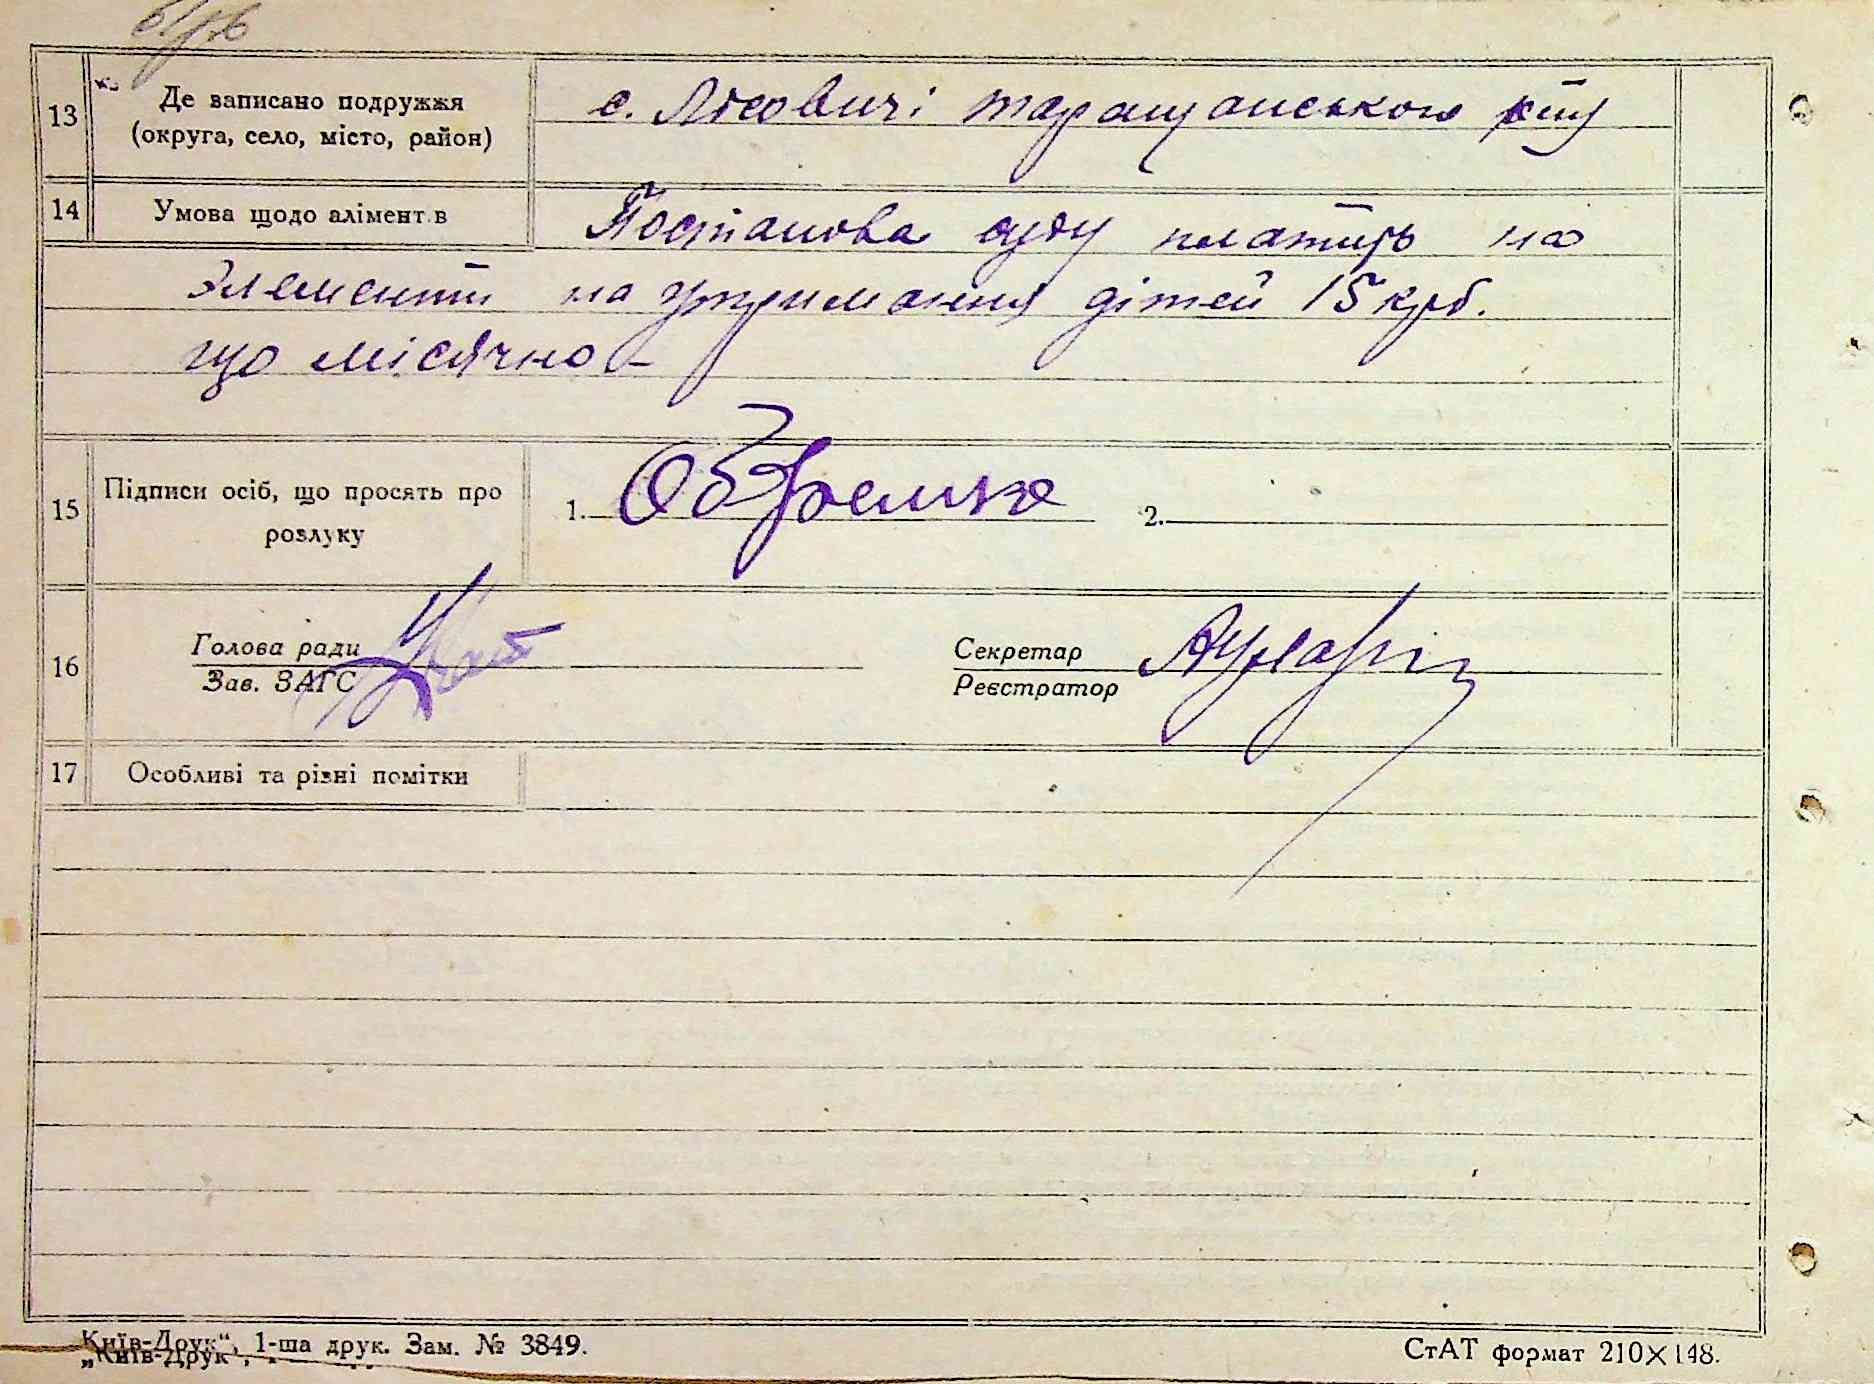 13 Де записано подружжя
(округа, село, місто, район)
с. Лісовичі таращанського р-ну
14 Умова щодо алімент.в
Постанова суду платить на
Элементи на утримання дітей 15 крб.
що місячно –
15 Підписи осіб, що просять про
розлуку
1.
2.
16 Голова ради
Зав. ЗАГС
Секретар
Реєстратор
17 Особливі та різні помітки
„Київ-Друк“, 1-ша друк. Зам. № 3849.
СтАТ формат 210×148.